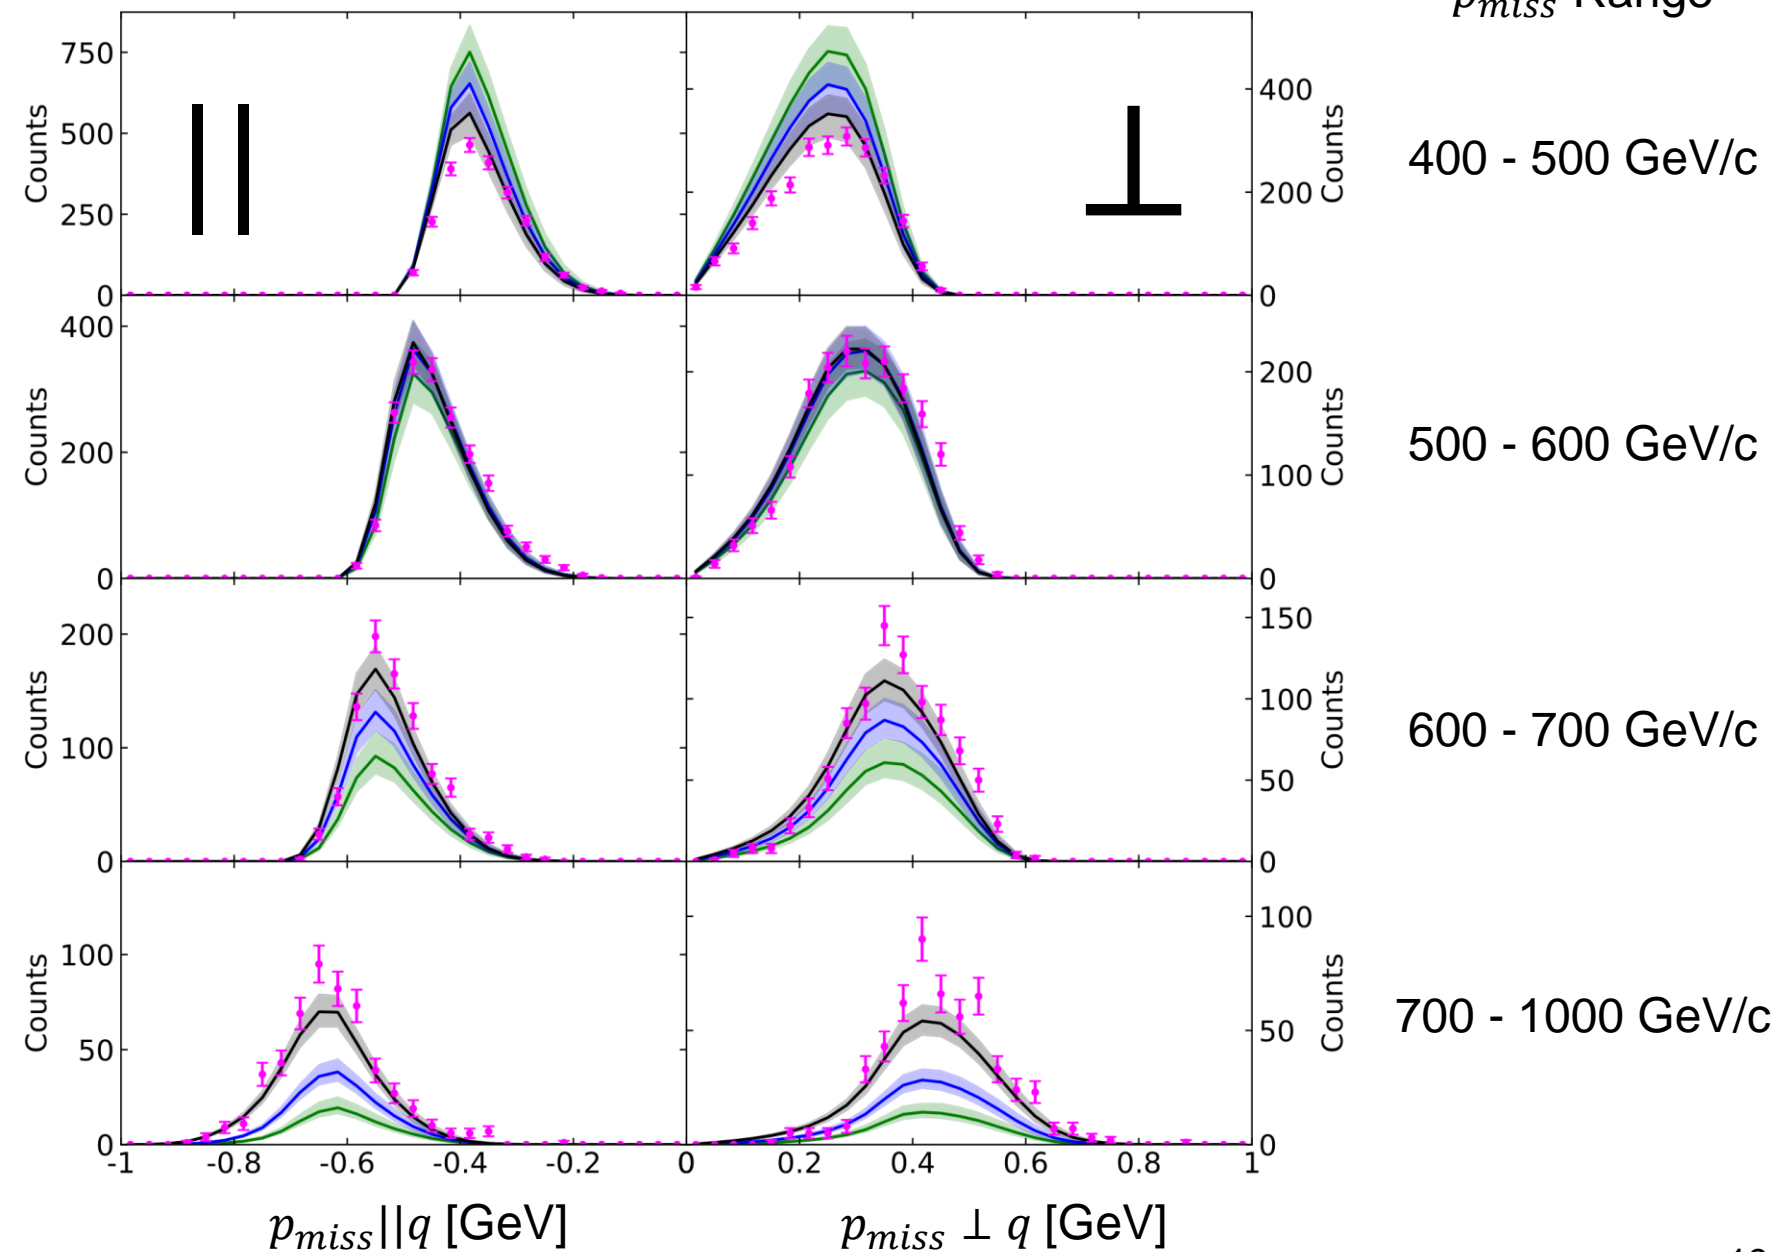 p_miss Range
750
500
250
0
Counts
||
⊥
400
200
0
Counts
400 - 500 GeV/c
400
200
0
Counts
200
100
0
Counts
500 - 600 GeV/c
200
100
0
Counts
150
100
50
0
Counts
600 - 700 GeV/c
100
50
0
Counts
100
50
0
Counts
700 - 1000 GeV/c
-1 -0.8 -0.6 -0.4 -0.2 0 0.2 0.4 0.6 0.8 1
p_miss||q [GeV]
p_miss ⊥ q [GeV]